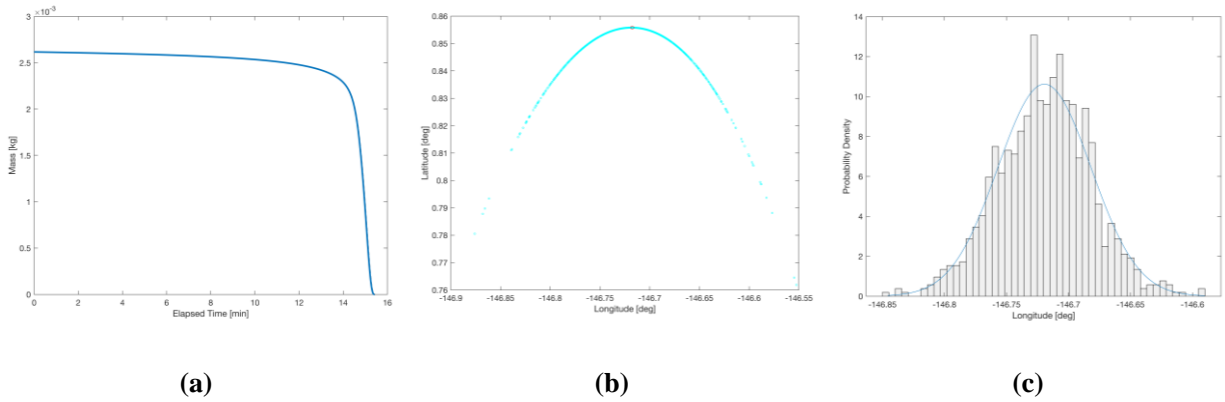 ×10⁻³
3
2.5
2
1.5
1
0.5
0
Mass [kg]
0 2 4 6 8 10 12 14 16
Elapsed Time [min]
(a)
0.86
0.85
0.84
0.83
0.82
0.81
0.8
0.79
0.78
0.77
0.76
Latitude [deg]
-146.9 -146.85 -146.8 -146.75 -146.7 -146.65 -146.6 -146.55
Longitude [deg]
(b)
14
12
10
8
6
4
2
0
Probability Density
-146.85 -146.8 -146.75 -146.7 -146.65 -146.6
Longitude [deg]
(c)